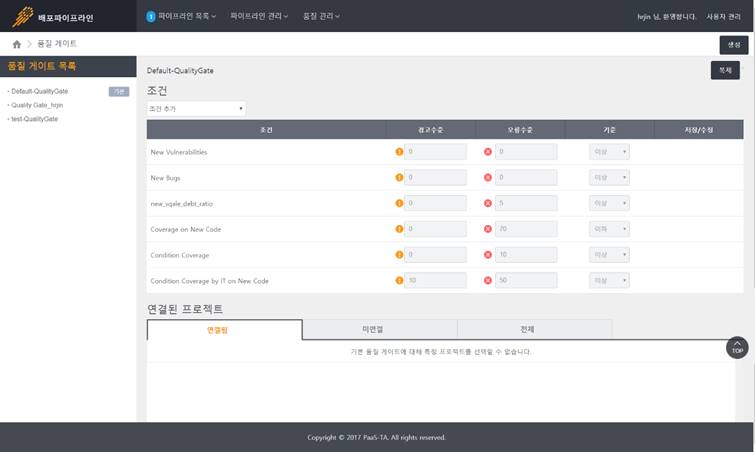 배포파이프라인
1 파이프라인 목록
파이프라인 관리
품질 관리
hrjin 님, 환영합니다.
사용자 관리
품질 게이트
생성
품질 게이트 목록
Default-QualityGate 기본
Quality Gate_hrjin
test-QualityGate
Default-QualityGate
복제
조건
조건 추가
조건 경고수준 오류수준 기준 저장/수정
New Vulnerabilities 0 0 이상
New Bugs 0 0 이상
new_sqale_debt_ratio 0 5 이상
Coverage on New Code 0 70 이하
Condition Coverage 0 10 이상
Condition Coverage by IT on New Code 10 50 이상
연결된 프로젝트
연결됨 미연결 전체
기본 품질 게이트에 대해 특정 프로젝트를 선택할 수 없습니다.
TOP
Copyright © 2017 PaaS-TA. All rights reserved.